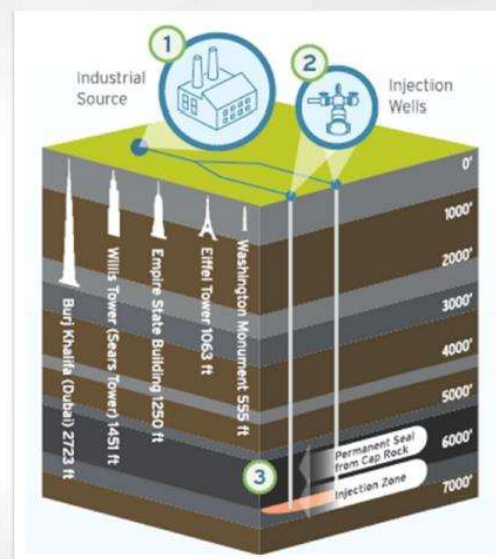 1
2
Industrial
Source
Injection
Wells
0'
1000'
2000'
3000'
4000'
5000'
6000'
7000'
Burj Khalifa (Dubai) 2723 ft
Willis Tower (Sears Tower) 1451 ft
Empire State Building 1250 ft
Eiffel Tower 1063 ft
Washington Monument 555 ft
3
Permanent Seal
from Cap Rock
Injection Zone